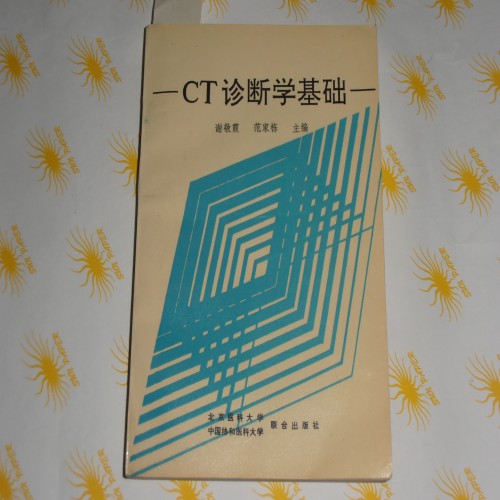 —CT诊断学基础—
谢敬霞 范家栋 主编
北京医科大学
中国协和医科大学
联合出版社